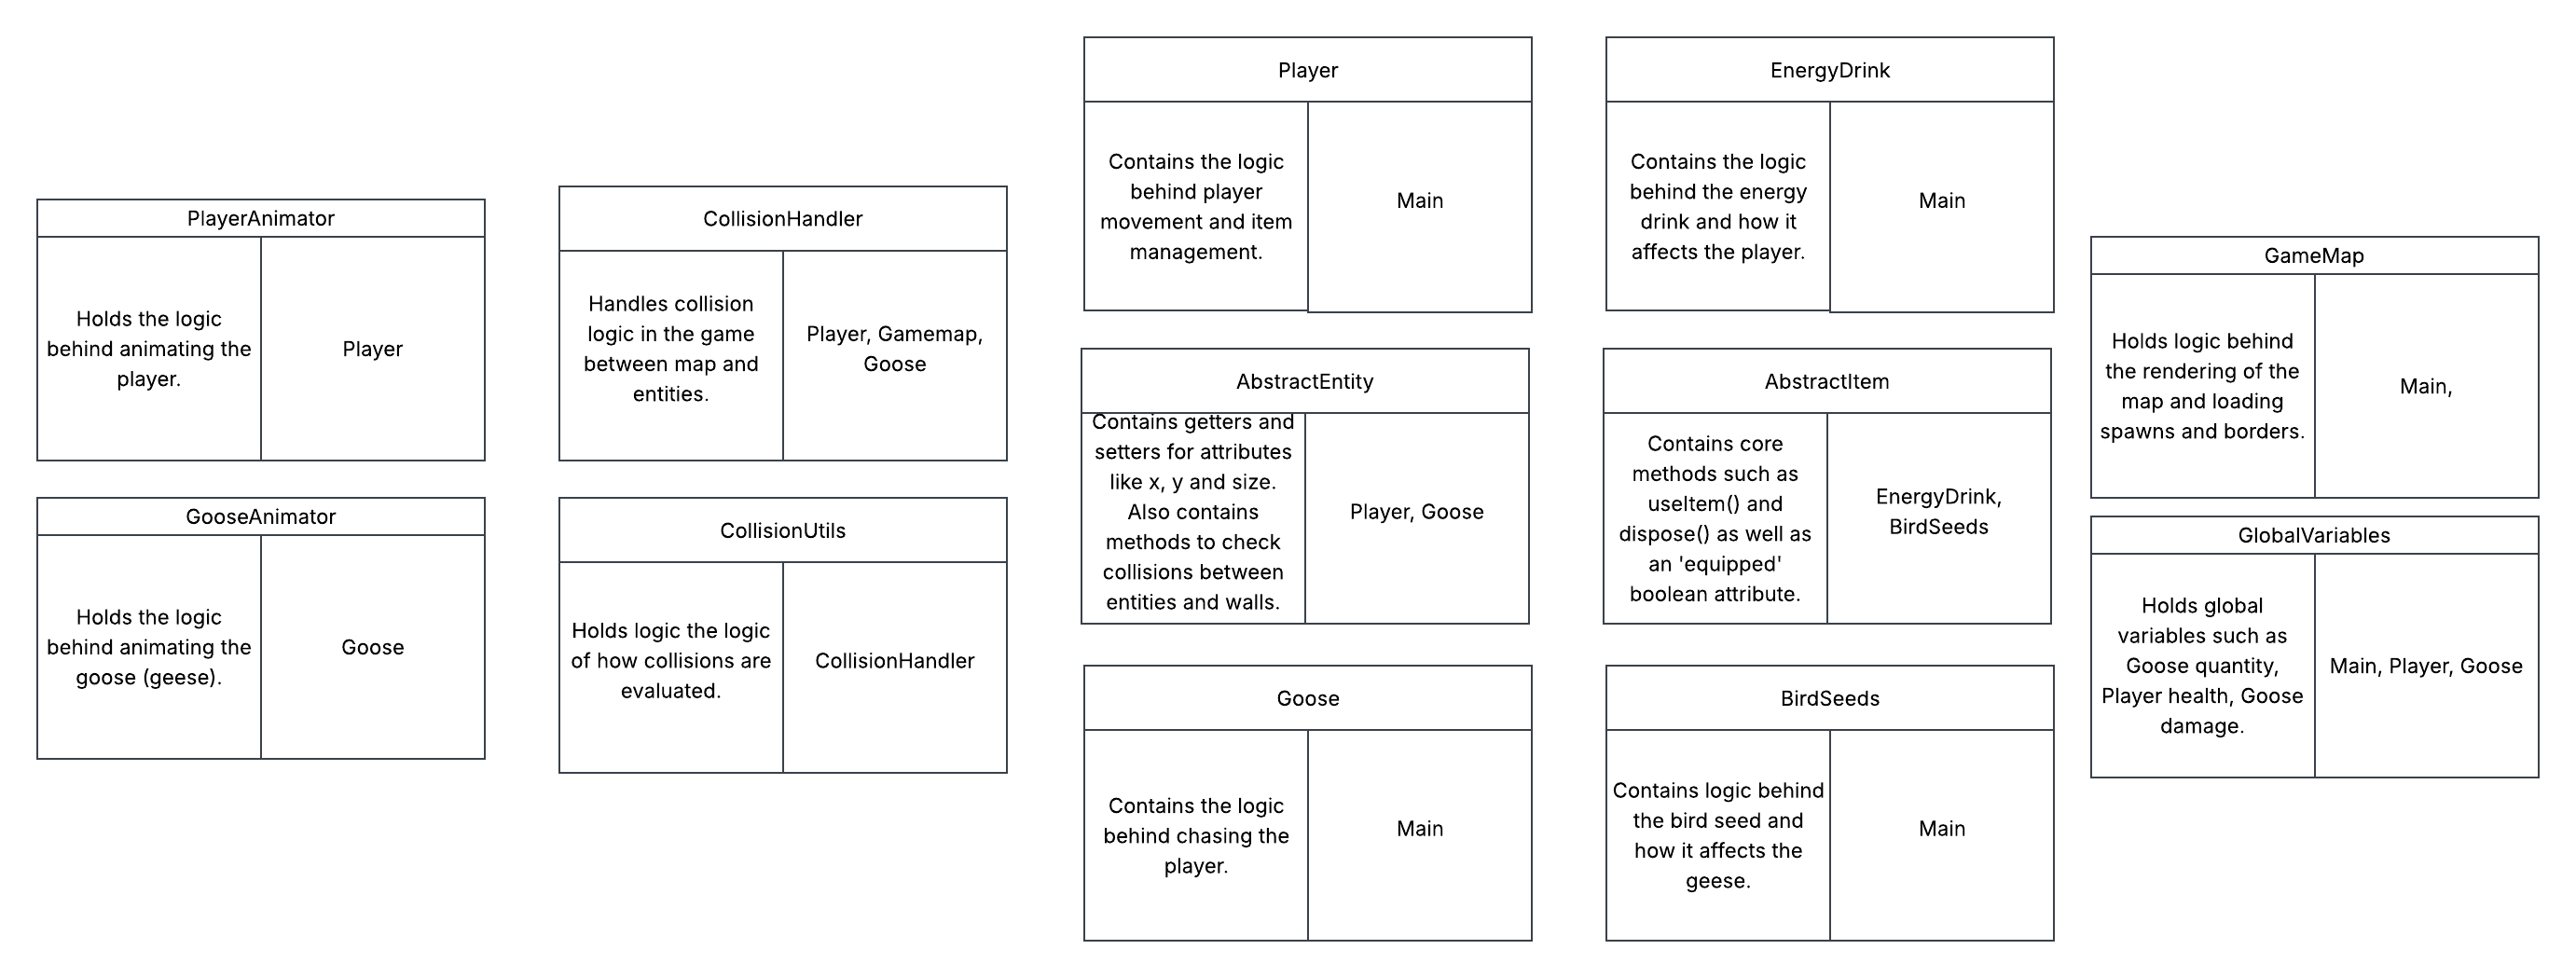 PlayerAnimator
Holds the logic
behind animating the
player.
Player
GooseAnimator
Holds the logic
behind animating the
goose (geese).
Goose
CollisionHandler
Handles collision
logic in the game
between map and
entities.
Player, Gamemap,
Goose
CollisionUtils
Holds logic the logic
of how collisions are
evaluated.
CollisionHandler
Player
Contains the logic
behind player
movement and item
management.
Main
AbstractEntity
Contains getters and
setters for attributes
like x, y and size.
Also contains
methods to check
collisions between
entities and walls.
Player, Goose
Goose
Contains the logic
behind chasing the
player.
Main
EnergyDrink
Contains the logic
behind the energy
drink and how it
affects the player.
Main
AbstractItem
Contains core
methods such as
useItem() and
dispose() as well as
an 'equipped'
boolean attribute.
EnergyDrink,
BirdSeeds
BirdSeeds
Contains logic behind
the bird seed and
how it affects the
geese.
Main
GameMap
Holds logic behind
the rendering of the
map and loading
spawns and borders.
Main,
GlobalVariables
Holds global
variables such as
Goose quantity,
Player health, Goose
damage.
Main, Player, Goose